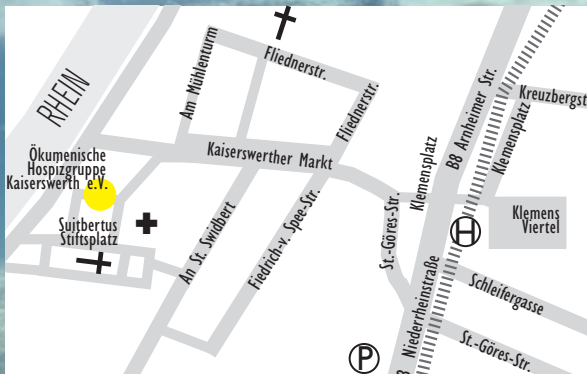 RHEIN
Am Mühlenturm
Fliednerstr.
Fliednerstr.
B8 Arnheimer Str.
Kreuzbergst
Klemensplatz
Klemensplatz
Kaiserswerther Markt
Ökumenische
Hospizgruppe
Kaiserswerth e.V.
Suitbertus
Stiftsplatz
An St. Swidbert
Fiedrich-v. Spee-Str.
St.-Göres-Str.
Klemens
Viertel
H
Schleifergasse
Niederrheinstraße
St.-Göres-Str.
P